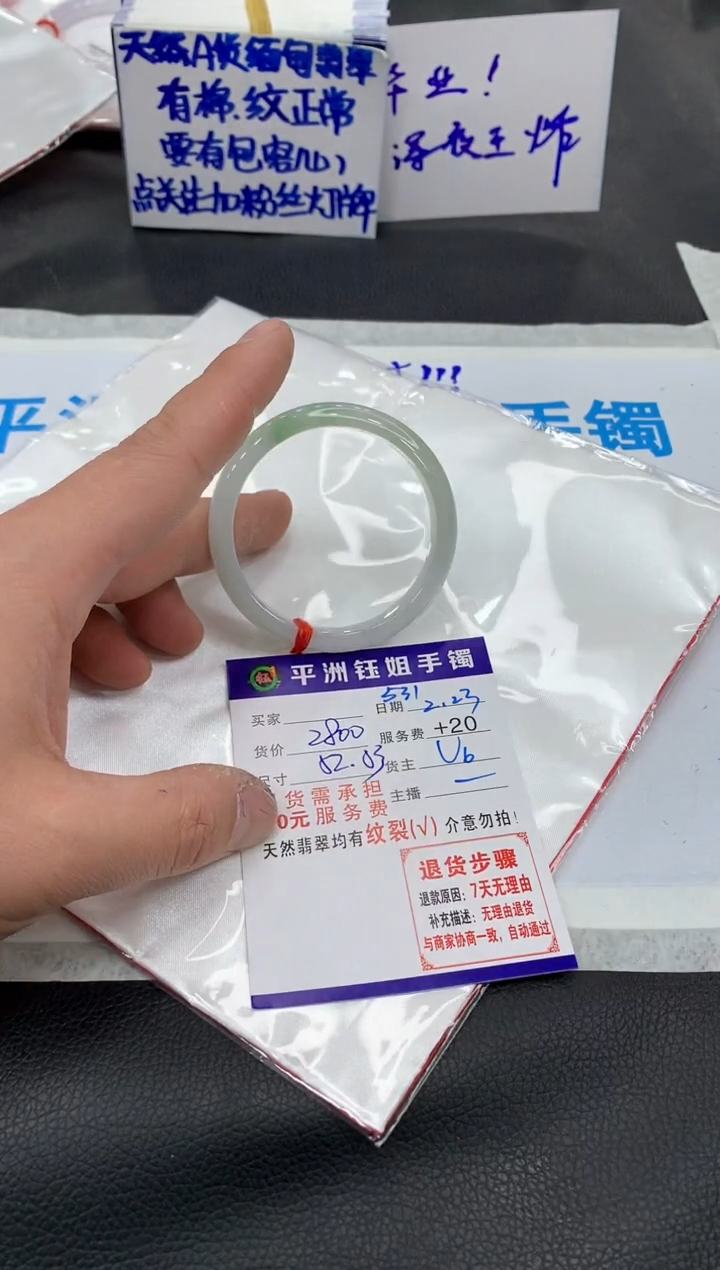 天然A货缅甸翡翠
有棉.纹正常
要有包容心,
点关注加粉丝灯牌
业!
夜王炸
!!!
平洲
手镯
平洲钰姐手镯
买家
日期 2.23
531
货价 2800 服务费 +20
尺寸 52.03 货主
主播
货需承担
0元服务费
天然翡翠均有纹裂(√) 介意勿拍!
退货步骤
退款原因: 7天无理由
补充描述: 无理由退货
与商家协商一致, 自动通过